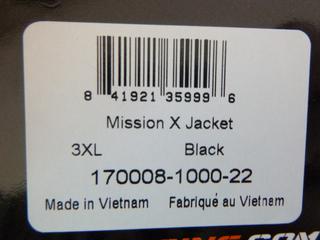 8 41921 35999 6
Mission X Jacket
3XL Black
170008-1000-22
Made in Vietnam Fabriqué au Vietnam